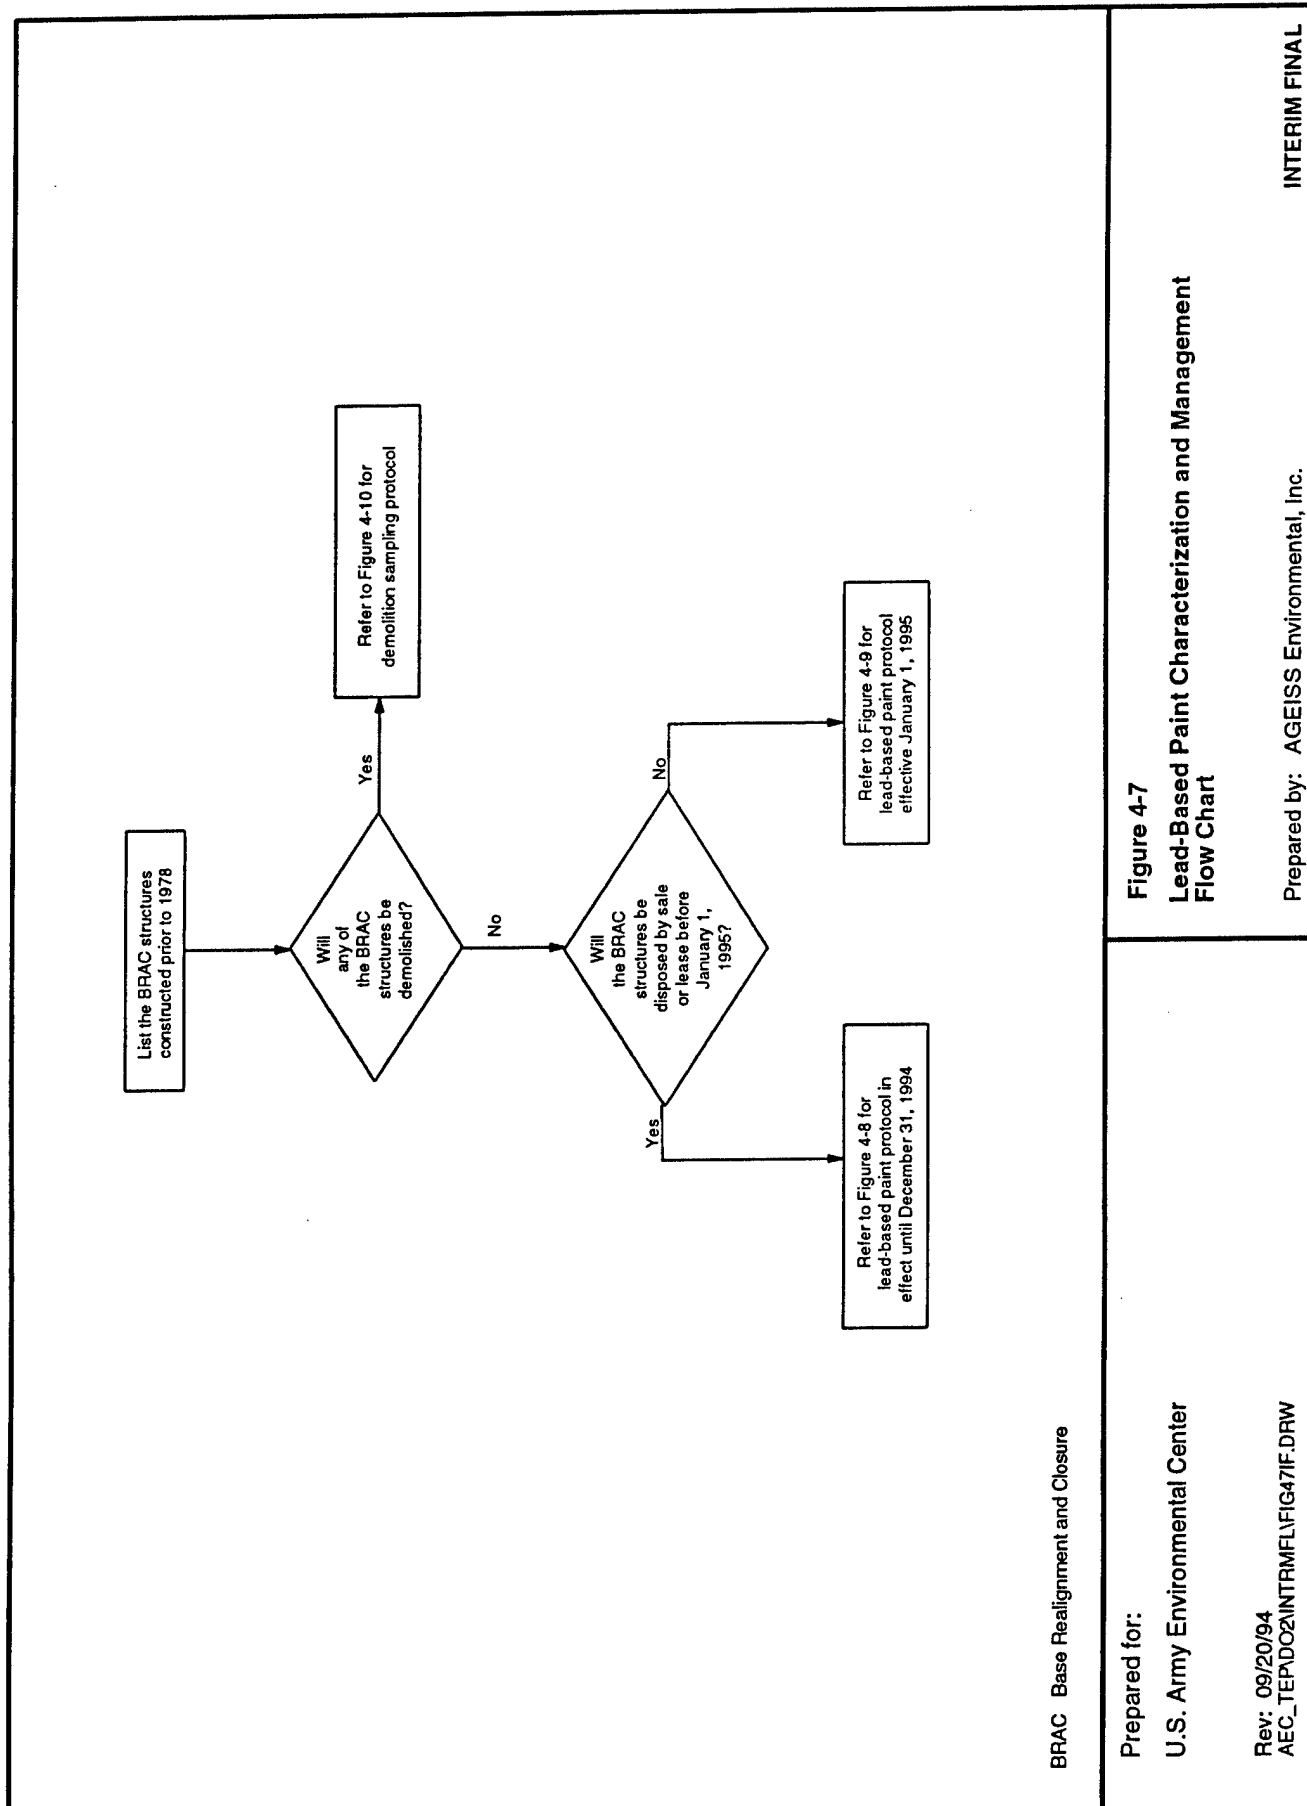 List the BRAC structures
constructed prior to 1978
Will
any of
the BRAC
structures be
demolished?
Yes
Refer to Figure 4-10 for
demolition sampling protocol
No
Will
the BRAC
structures be
disposed by sale
or lease before
January 1,
1995?
Yes
No
Refer to Figure 4-8 for
lead-based paint protocol in
effect until December 31, 1994
Refer to Figure 4-9 for
lead-based paint protocol
effective January 1, 1995
BRAC Base Realignment and Closure
Prepared for:
U.S. Army Environmental Center
Rev: 09/20/94
AEC_TEP\DO2\INTRMFL\FIG47IF.DRW
Figure 4-7
Lead-Based Paint Characterization and Management
Flow Chart
Prepared by: AGEISS Environmental, Inc.
INTERIM FINAL